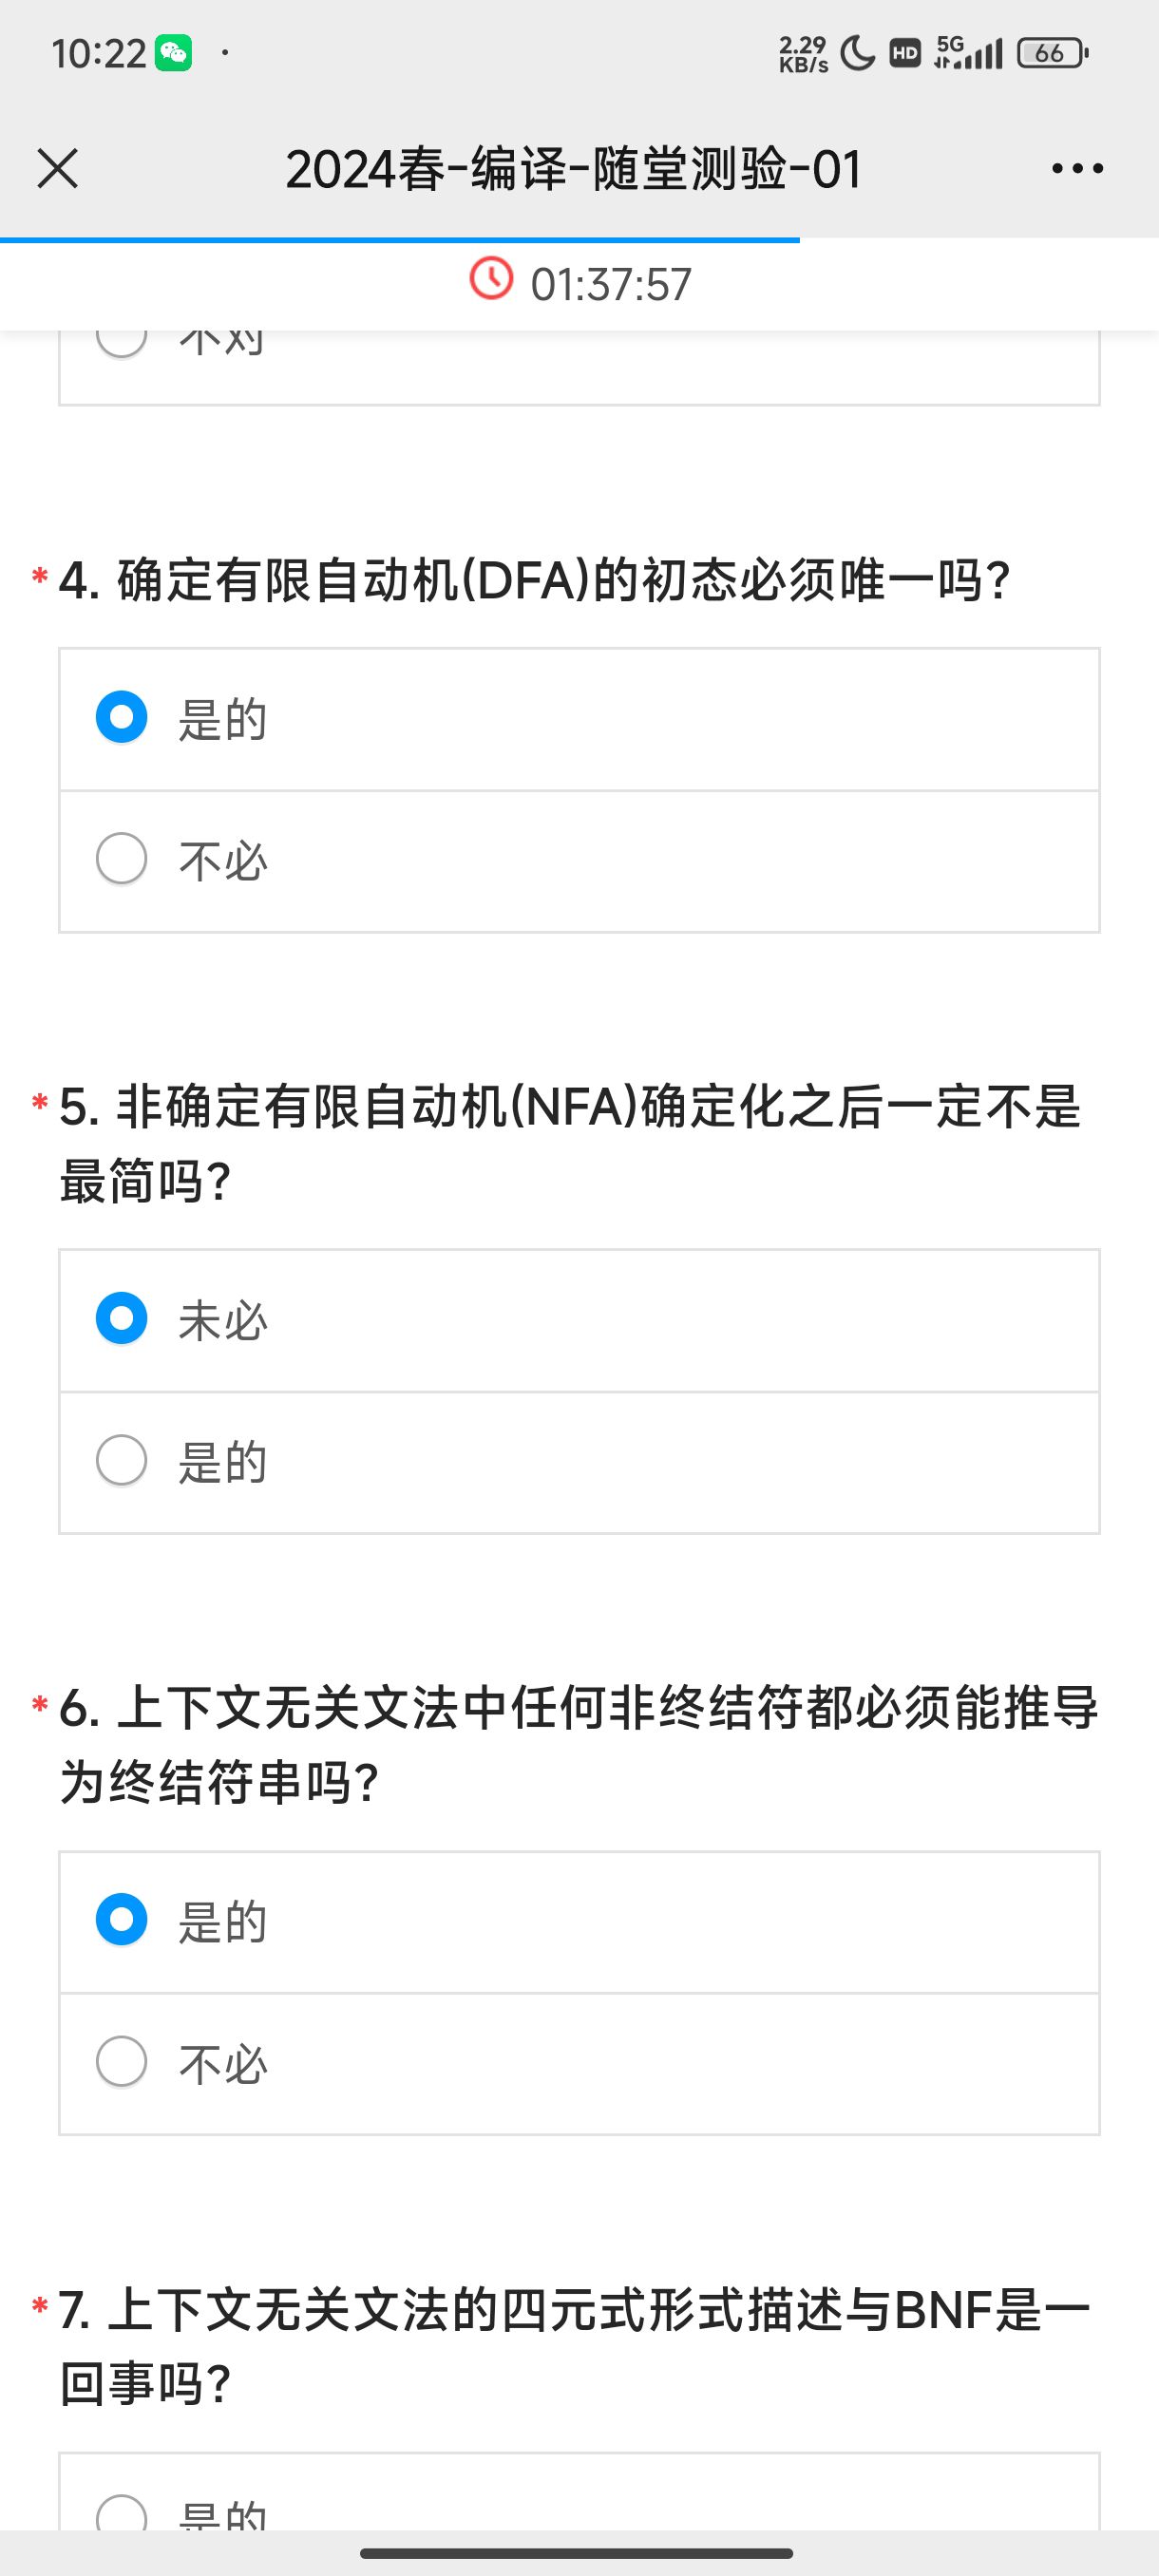 10:22
2.29 KB/s HD 5G 66
2024春-编译-随堂测验-01
01:37:57
不对
* 4. 确定有限自动机(DFA)的初态必须唯一吗?
是的
不必
* 5. 非确定有限自动机(NFA)确定化之后一定不是
最简吗?
未必
是的
* 6. 上下文无关文法中任何非终结符都必须能推导
为终结符串吗?
是的
不必
* 7. 上下文无关文法的四元式形式描述与BNF是一
回事吗?
是的